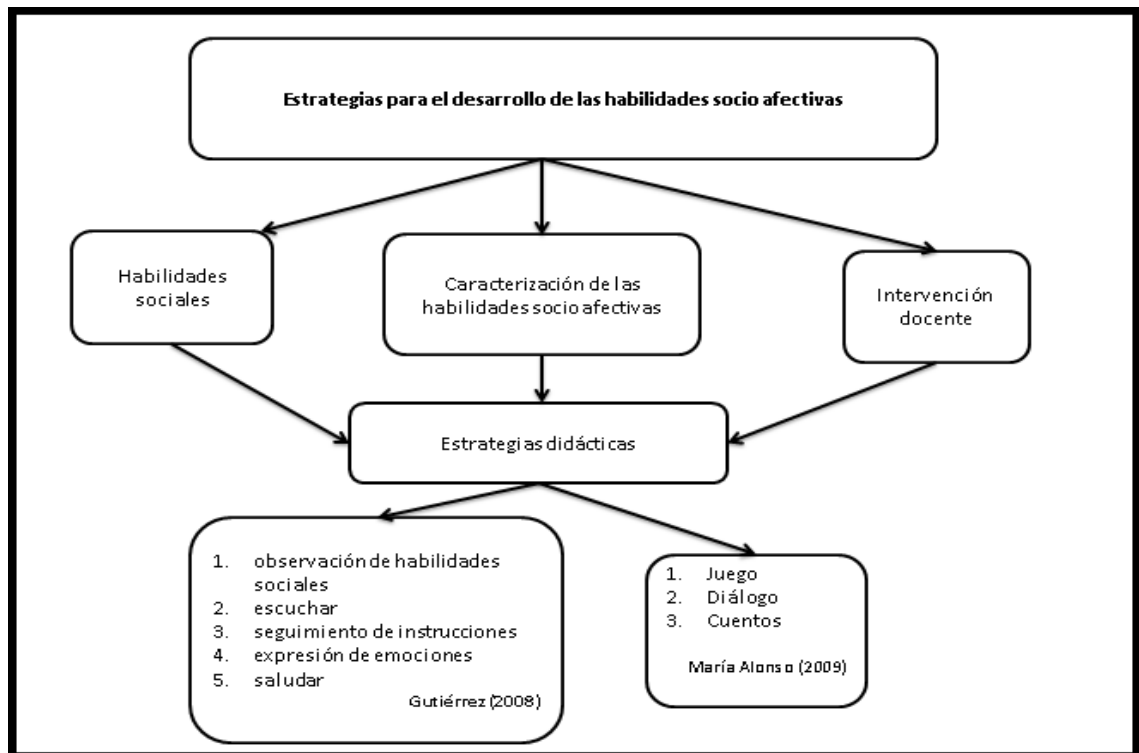 Estrategias para el desarrollo de las habilidades socio afectivas
Habilidades
sociales
Caracterización de las
habilidades socio afectivas
Intervención
docente
Estrategias didácticas
1. observación de habilidades
sociales
2. escuchar
3. seguimiento de instrucciones
4. expresión de emociones
5. saludar
Gutiérrez (2008)
1. Juego
2. Diálogo
3. Cuentos
María Alonso (2009)